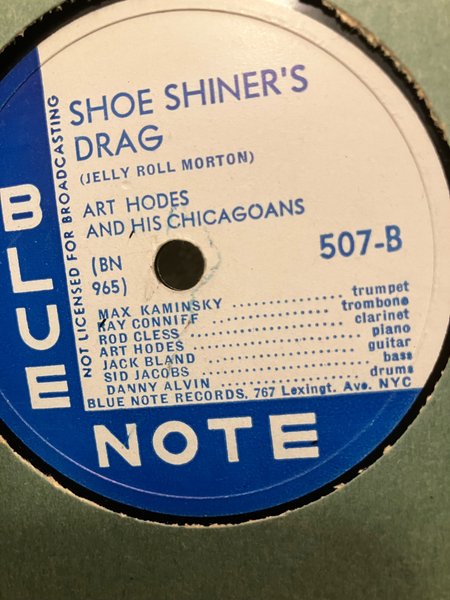 SHOE SHINER'S
DRAG
(JELLY ROLL MORTON)
ART HODES
AND HIS CHICAGOANS
(BN
965)
507-B
MAX KAMINSKY .................... trumpet
RAY CONNIFF .................... trombone
ROD CLESS .................... clarinet
ART HODES .................... piano
JACK BLAND .................... guitar
SID JACOBS .................... bass
DANNY ALVIN .................... drums
BLUE NOTE RECORDS, 767 Lexingt. Ave. NYC
NOT LICENSED FOR BROADCASTING
BLUE
NOTE